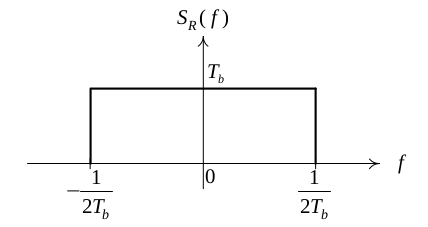 S_R(f)
T_b
f
−1/(2T_b) 0 1/(2T_b)